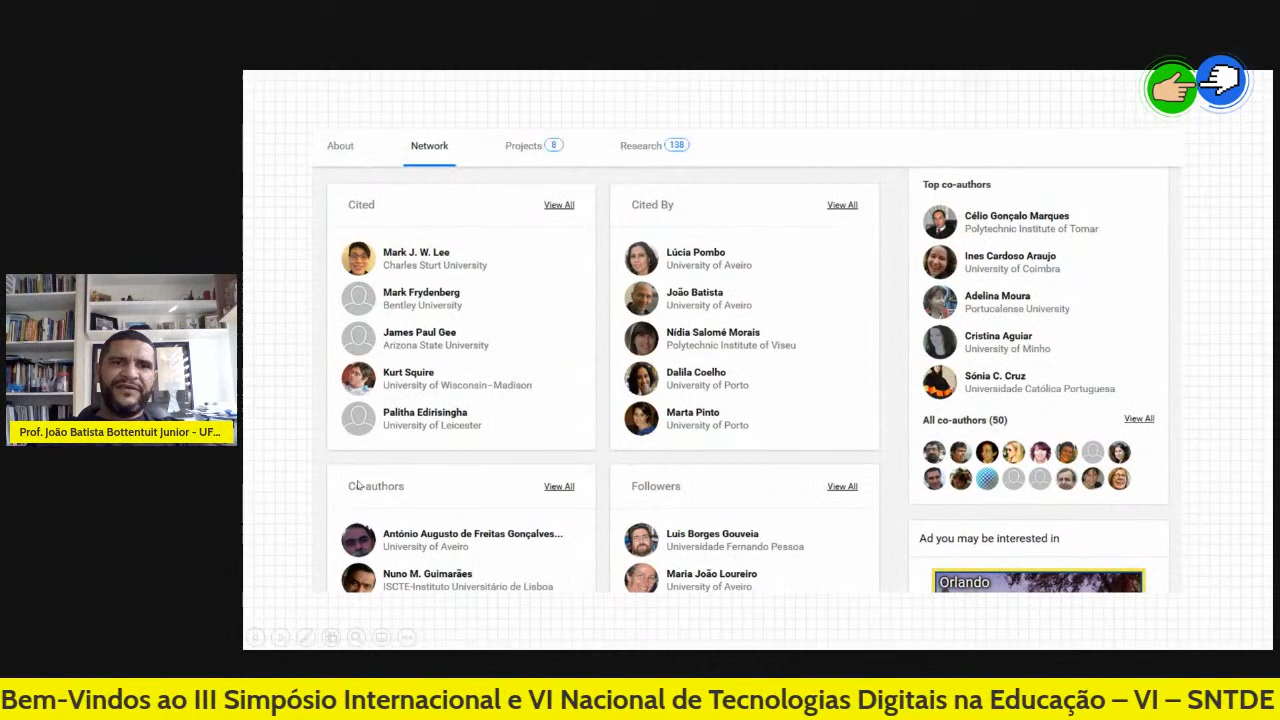 About
Network
Projects 8
Research 138
Cited
View All
Mark J. W. Lee
Charles Sturt University
Mark Frydenberg
Bentley University
James Paul Gee
Arizona State University
Kurt Squire
University of Wisconsin–Madison
Palitha Edirisingha
University of Leicester
Cited By
View All
Lúcia Pombo
University of Aveiro
João Batista
University of Aveiro
Nídia Salomé Morais
Polytechnic Institute of Viseu
Dalila Coelho
University of Porto
Marta Pinto
University of Porto
Top co-authors
Célio Gonçalo Marques
Polytechnic Institute of Tomar
Ines Cardoso Araujo
University of Coimbra
Adelina Moura
Portucalense University
Cristina Aguiar
University of Minho
Sónia C. Cruz
Universidade Católica Portuguesa
All co-authors (50)
View All
Co-authors
View All
António Augusto de Freitas Gonçalves...
University of Aveiro
Nuno M. Guimarães
ISCTE-Instituto Universitário de Lisboa
Followers
View All
Luis Borges Gouveia
Universidade Fernando Pessoa
Maria João Loureiro
University of Aveiro
Ad you may be interested in
Orlando
Prof. João Batista Bottentuit Junior - UF...
Bem-Vindos ao III Simpósio Internacional e VI Nacional de Tecnologias Digitais na Educação – VI – SNTDE